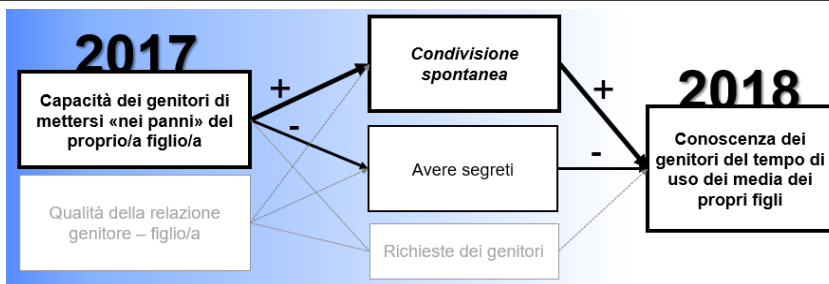 2017
Capacità dei genitori di
mettersi «nei panni» del
proprio/a figlio/a
Qualità della relazione
genitore – figlio/a
+
-
Condivisione
spontanea
Avere segreti
Richieste dei genitori
+
-
2018
Conoscenza dei
genitori del tempo di
uso dei media dei
propri figli